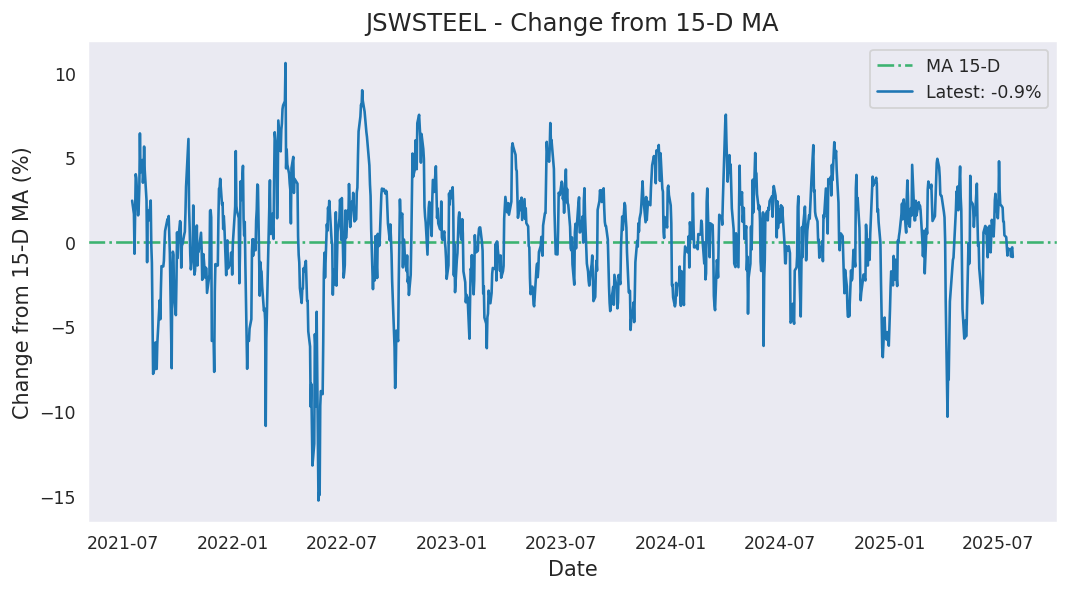 JSWSTEEL - Change from 15-D MA
MA 15-D
Latest: -0.9%
Change from 15-D MA (%)
10
5
0
−5
−10
−15
2021-07 2022-01 2022-07 2023-01 2023-07 2024-01 2024-07 2025-01 2025-07
Date